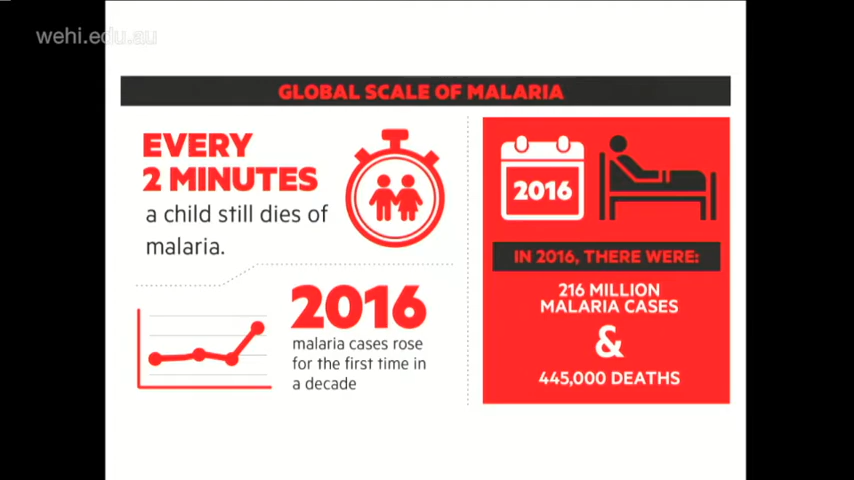 wehi.edu.au
GLOBAL SCALE OF MALARIA
EVERY
2 MINUTES
a child still dies of
malaria.
2016
malaria cases rose
for the first time in
a decade
2016
IN 2016, THERE WERE:
216 MILLION
MALARIA CASES
&
445,000 DEATHS